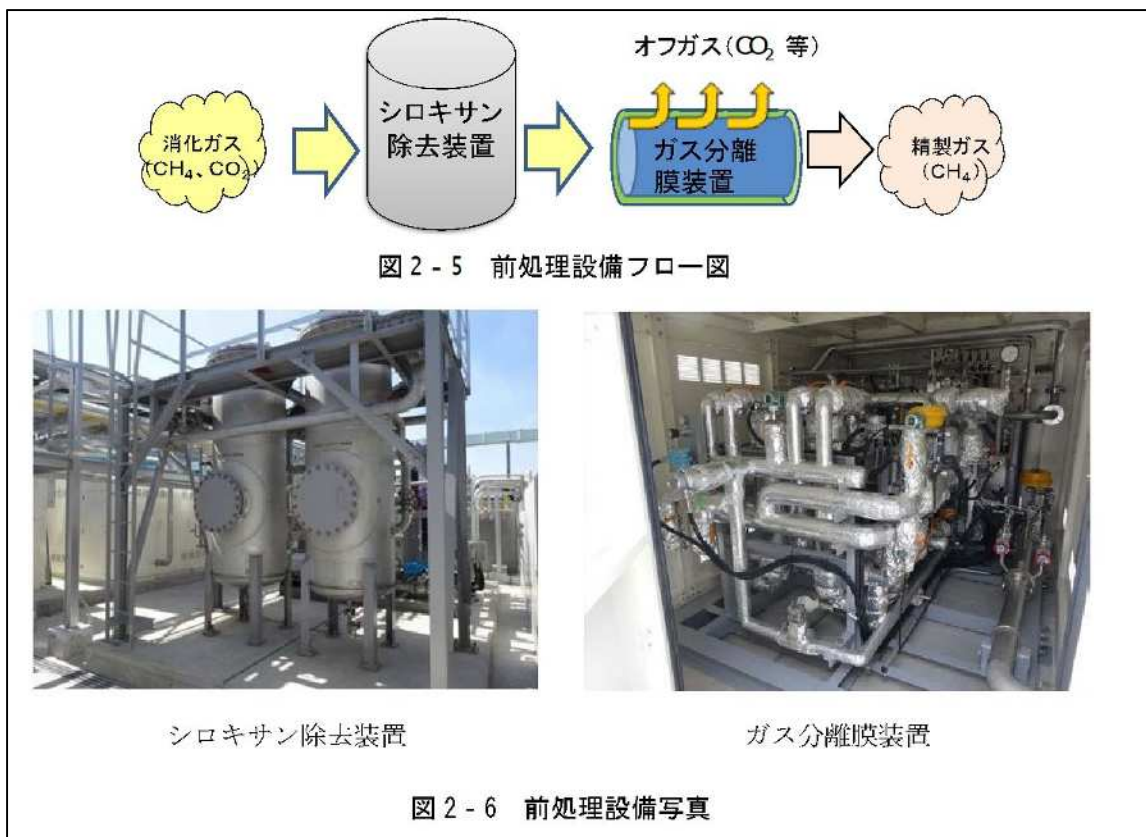 オフガス(CO₂ 等)
消化ガス
(CH₄、CO₂)
シロキサン
除去装置
ガス分離
膜装置
精製ガス
(CH₄)
図2-5 前処理設備フロー図
シロキサン除去装置
ガス分離膜装置
図2-6 前処理設備写真